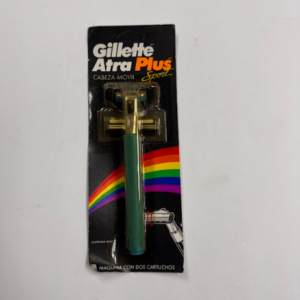 Gillette
Atra Plus
CABEZA MOVIL
Sport
MAQUINA CON DOS CARTUCHOS